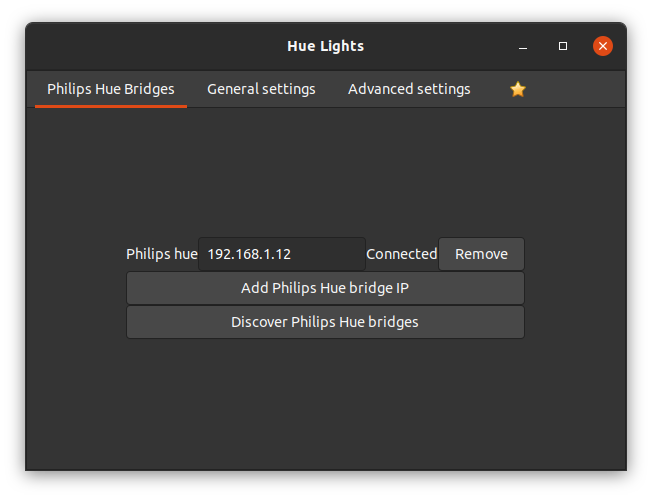 Hue Lights
Philips Hue Bridges General settings Advanced settings
Philips hue 192.168.1.12 Connected Remove
Add Philips Hue bridge IP
Discover Philips Hue bridges